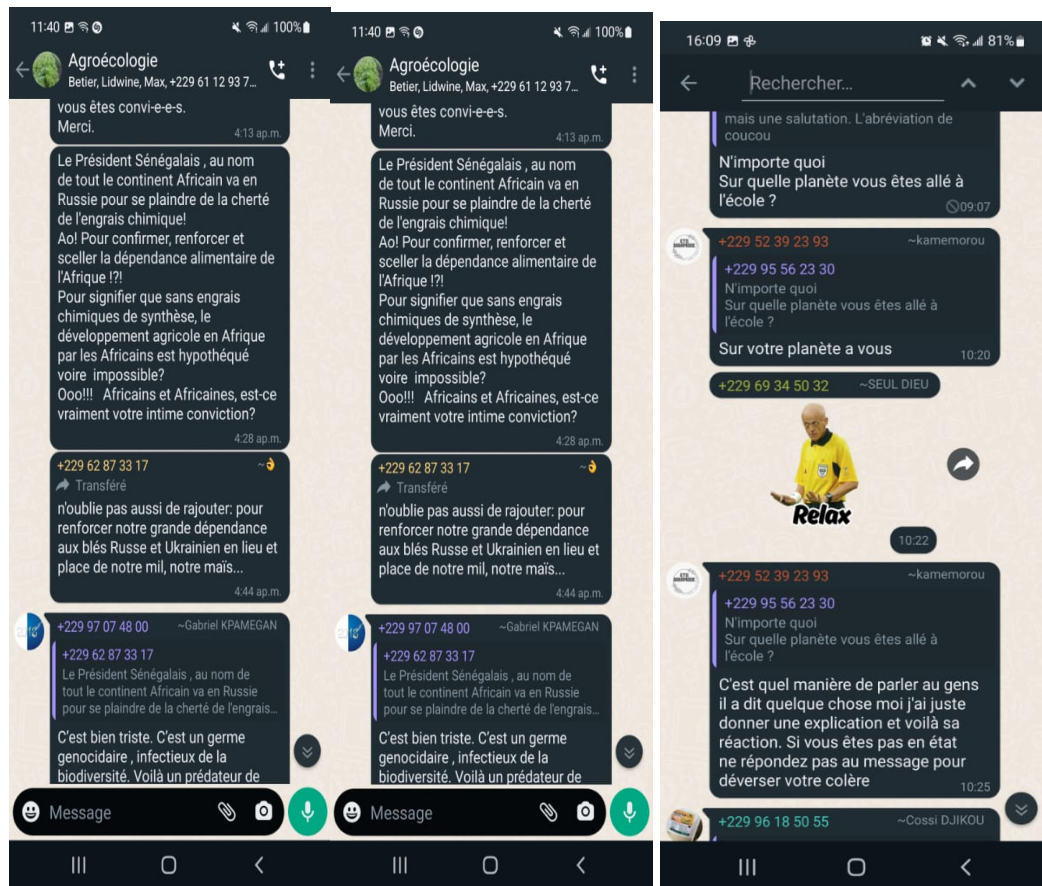 11:40
100%
Agroécologie
Betier, Lidwine, Max, +229 61 12 93 7...
vous êtes convi-e-e-s.
Merci.
4:13 ap.m.
Le Président Sénégalais , au nom
de tout le continent Africain va en
Russie pour se plaindre de la cherté
de l'engrais chimique!
Ao! Pour confirmer, renforcer et
sceller la dépendance alimentaire de
l'Afrique !?!
Pour signifier que sans engrais
chimiques de synthèse, le
développement agricole en Afrique
par les Africains est hypothéqué
voire impossible?
Ooo!!! Africains et Africaines, est-ce
vraiment votre intime conviction?
4:28 ap.m.
+229 62 87 33 17
~👌
Transféré
n'oublie pas aussi de rajouter: pour
renforcer notre grande dépendance
aux blés Russe et Ukrainien en lieu et
place de notre mil, notre maïs...
4:44 ap.m.
+229 97 07 48 00 ~Gabriel KPAMEGAN
+229 62 87 33 17
Le Président Sénégalais , au nom de
tout le continent Africain va en Russie
pour se plaindre de la cherté de l'engrais...
C'est bien triste. C'est un germe
genocidaire , infectieux de la
biodiversité. Voilà un prédateur de
Message
11:40
100%
Agroécologie
Betier, Lidwine, Max, +229 61 12 93 7...
vous êtes convi-e-e-s.
Merci.
4:13 ap.m.
Le Président Sénégalais , au nom
de tout le continent Africain va en
Russie pour se plaindre de la cherté
de l'engrais chimique!
Ao! Pour confirmer, renforcer et
sceller la dépendance alimentaire de
l'Afrique !?!
Pour signifier que sans engrais
chimiques de synthèse, le
développement agricole en Afrique
par les Africains est hypothéqué
voire impossible?
Ooo!!! Africains et Africaines, est-ce
vraiment votre intime conviction?
4:28 ap.m.
+229 62 87 33 17
~👌
Transféré
n'oublie pas aussi de rajouter: pour
renforcer notre grande dépendance
aux blés Russe et Ukrainien en lieu et
place de notre mil, notre maïs...
4:44 ap.m.
+229 97 07 48 00 ~Gabriel KPAMEGAN
+229 62 87 33 17
Le Président Sénégalais , au nom de
tout le continent Africain va en Russie
pour se plaindre de la cherté de l'engrais...
C'est bien triste. C'est un germe
genocidaire , infectieux de la
biodiversité. Voilà un prédateur de
Message
16:09
81%
Rechercher...
mais une salutation. L'abréviation de
coucou
N'importe quoi
Sur quelle planète vous êtes allé à
l'école ?
09:07
+229 52 39 23 93 ~kamemorou
+229 95 56 23 30
N'importe quoi
Sur quelle planète vous êtes allé à
l'école ?
Sur votre planète a vous
10:20
+229 69 34 50 32 ~SEUL DIEU
Relax
10:22
+229 52 39 23 93 ~kamemorou
+229 95 56 23 30
N'importe quoi
Sur quelle planète vous êtes allé à
l'école ?
C'est quel manière de parler au gens
il a dit quelque chose moi j'ai juste
donner une explication et voilà sa
réaction. Si vous êtes pas en état
ne répondez pas au message pour
déverser votre colère
10:25
+229 96 18 50 55 ~Cossi DJIKOU